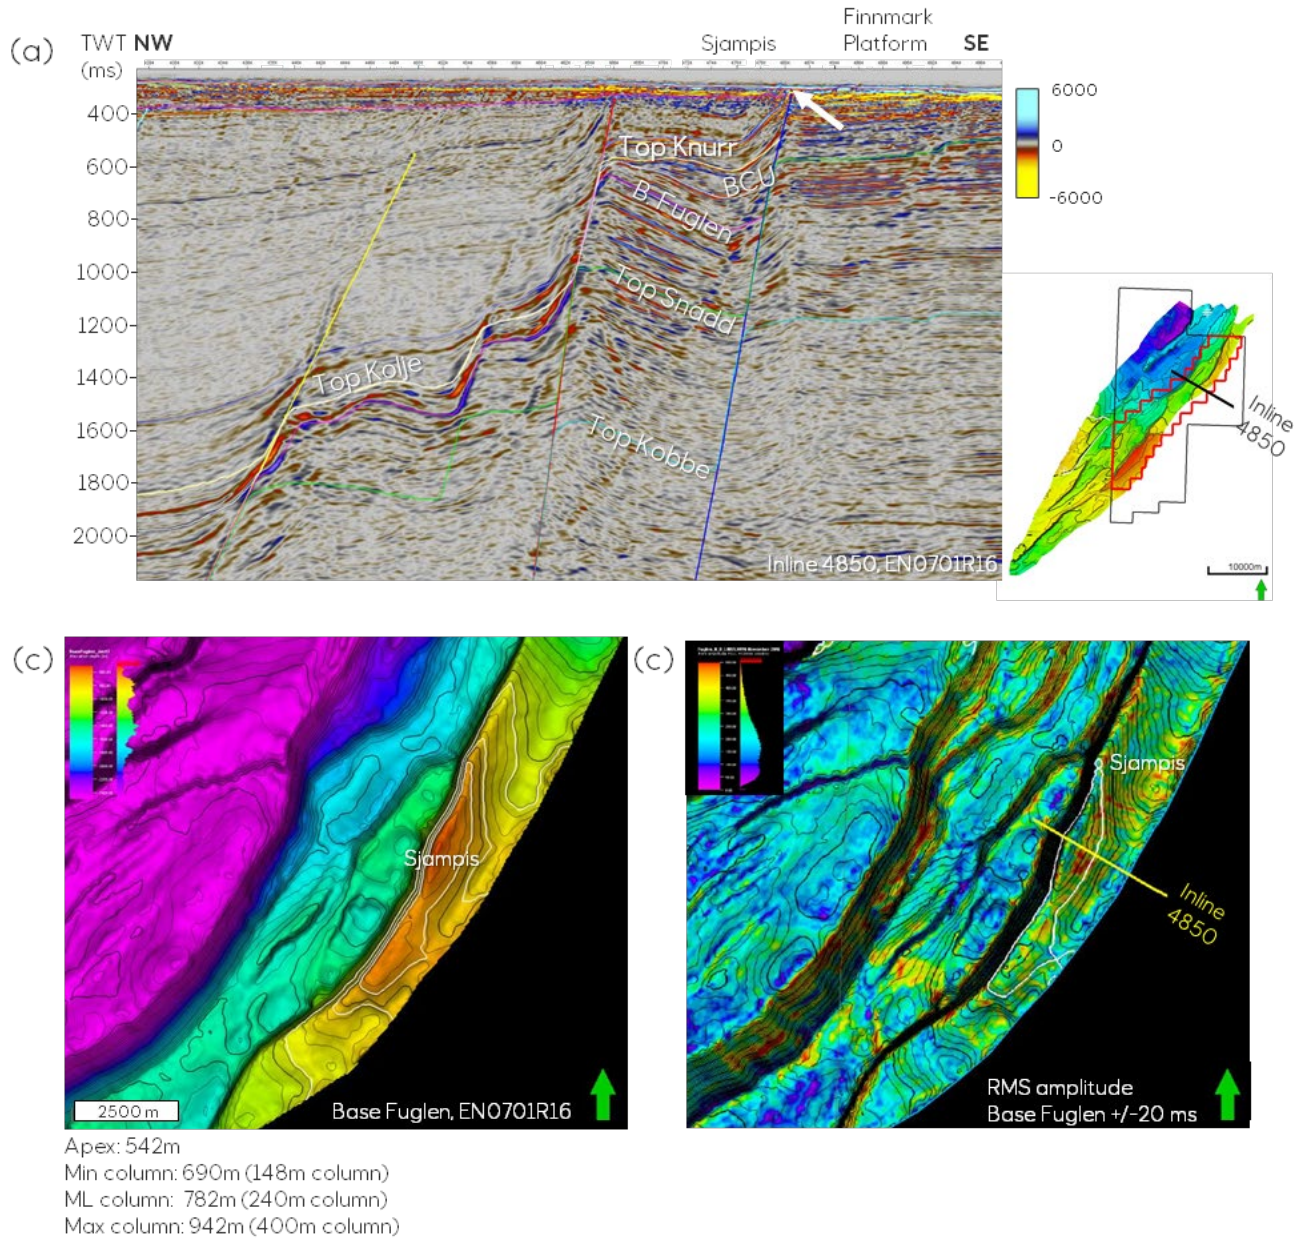 (a)
TWT NW
(ms)
Sjampis
Finnmark
Platform
SE
400
600
800
1000
1200
1400
1600
1800
2000
Top Knurr
BCU
B. Fuglen
Top Snadd
Top Kolje
Top Kobbe
Inline 4850, EN0701R16
6000
0
-6000
Inline
4850
10000m
(c)
Sjampis
2500 m
Base Fuglen, EN0701R16
(c)
Sjampis
Inline
4850
RMS amplitude
Base Fuglen +/-20 ms
Apex: 542m
Min column: 690m (148m column)
ML column: 782m (240m column)
Max column: 942m (400m column)